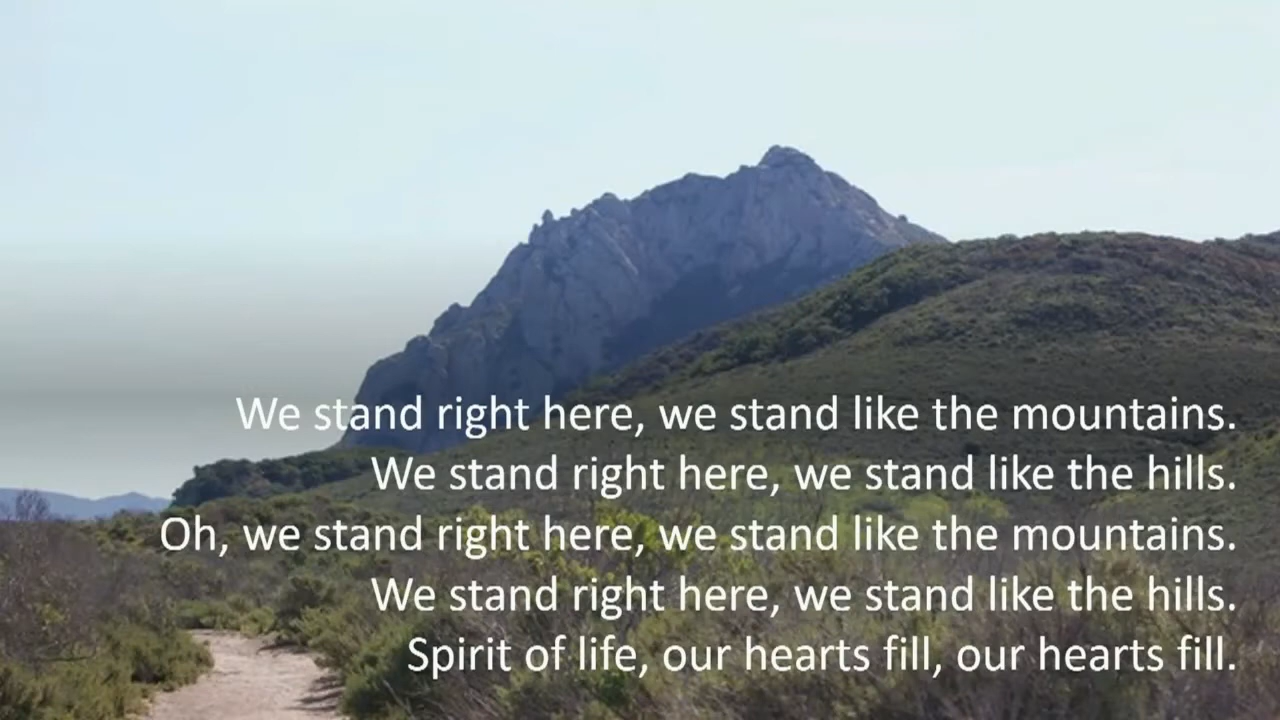 We stand right here, we stand like the mountains.
We stand right here, we stand like the hills.
Oh, we stand right here, we stand like the mountains.
We stand right here, we stand like the hills.
Spirit of life, our hearts fill, our hearts fill.